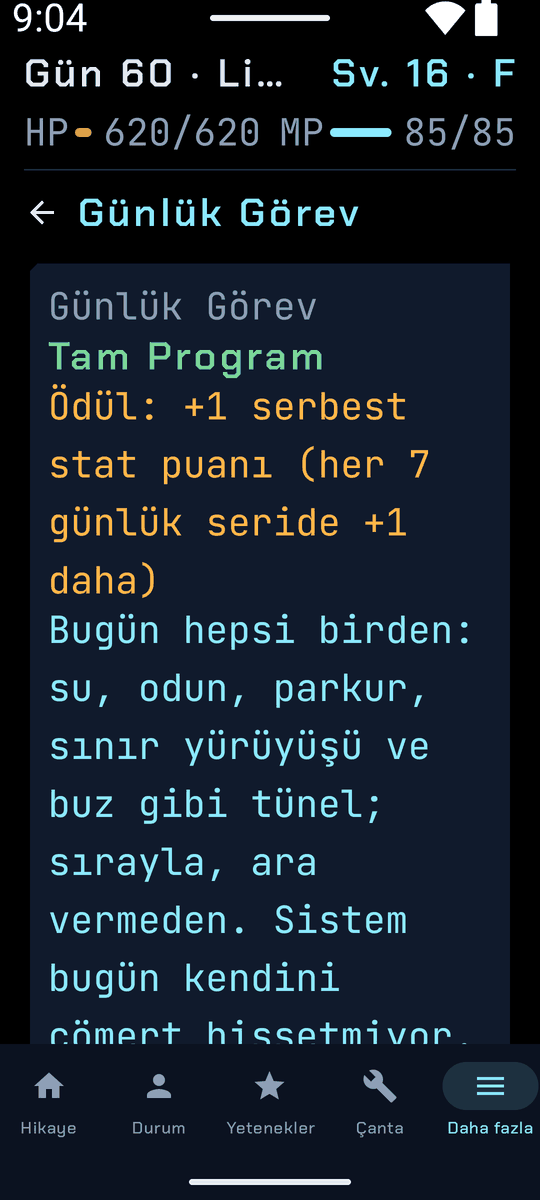 9:04
Gün 60 · Li… Sv. 16 · F
HP 620/620 MP 85/85
Günlük Görev
Günlük Görev
Tam Program
Ödül: +1 serbest
stat puanı (her 7
günlük seride +1
daha)
Bugün hepsi birden:
su, odun, parkur,
sınır yürüyüşü ve
buz gibi tünel;
sırayla, ara
vermeden. Sistem
bugün kendini
cömert hissetmiyor.
Hikaye Durum Yetenekler Çanta Daha fazla